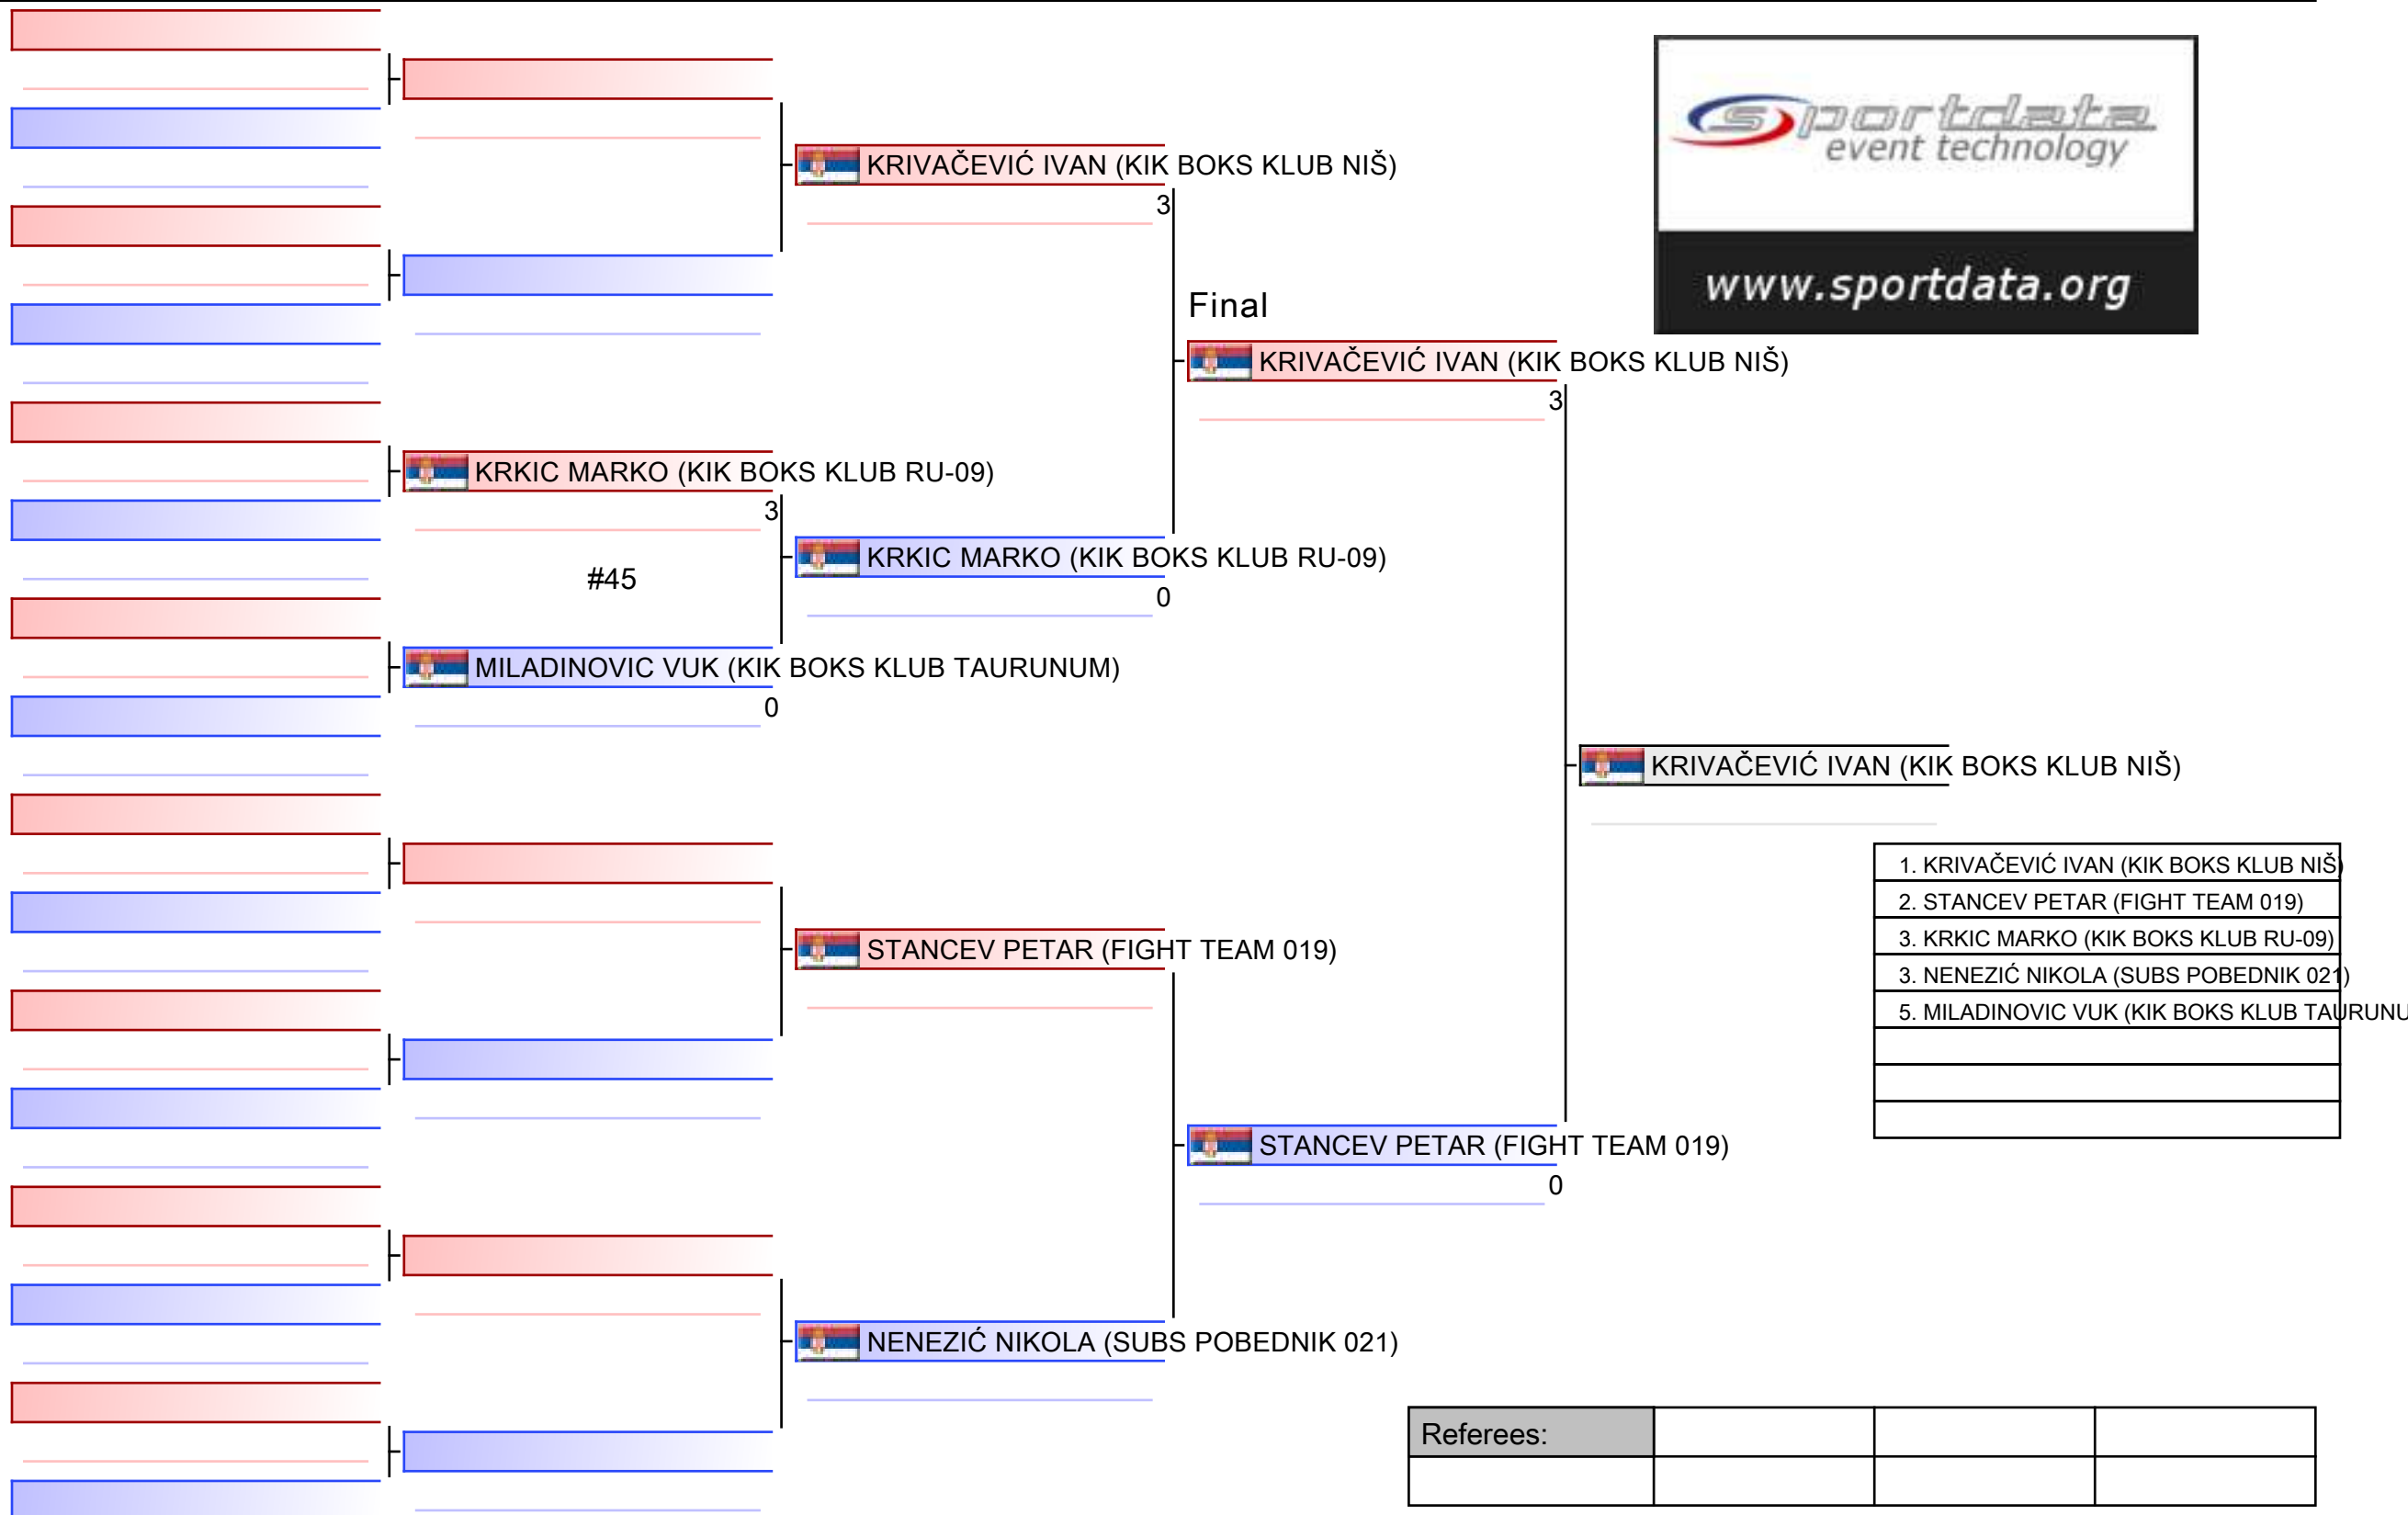 sportdata
event technology
www.sportdata.org
KRIVAČEVIĆ IVAN (KIK BOKS KLUB NIŠ)
3
Final
KRIVAČEVIĆ IVAN (KIK BOKS KLUB NIŠ)
3
KRKIC MARKO (KIK BOKS KLUB RU-09)
3
#45
KRKIC MARKO (KIK BOKS KLUB RU-09)
0
MILADINOVIC VUK (KIK BOKS KLUB TAURUNUM)
0
KRIVAČEVIĆ IVAN (KIK BOKS KLUB NIŠ)
1. KRIVAČEVIĆ IVAN (KIK BOKS KLUB NIŠ)
2. STANCEV PETAR (FIGHT TEAM 019)
3. KRKIC MARKO (KIK BOKS KLUB RU-09)
3. NENEZIĆ NIKOLA (SUBS POBEDNIK 021)
5. MILADINOVIC VUK (KIK BOKS KLUB TAURUNU
STANCEV PETAR (FIGHT TEAM 019)
STANCEV PETAR (FIGHT TEAM 019)
0
NENEZIĆ NIKOLA (SUBS POBEDNIK 021)
Referees: